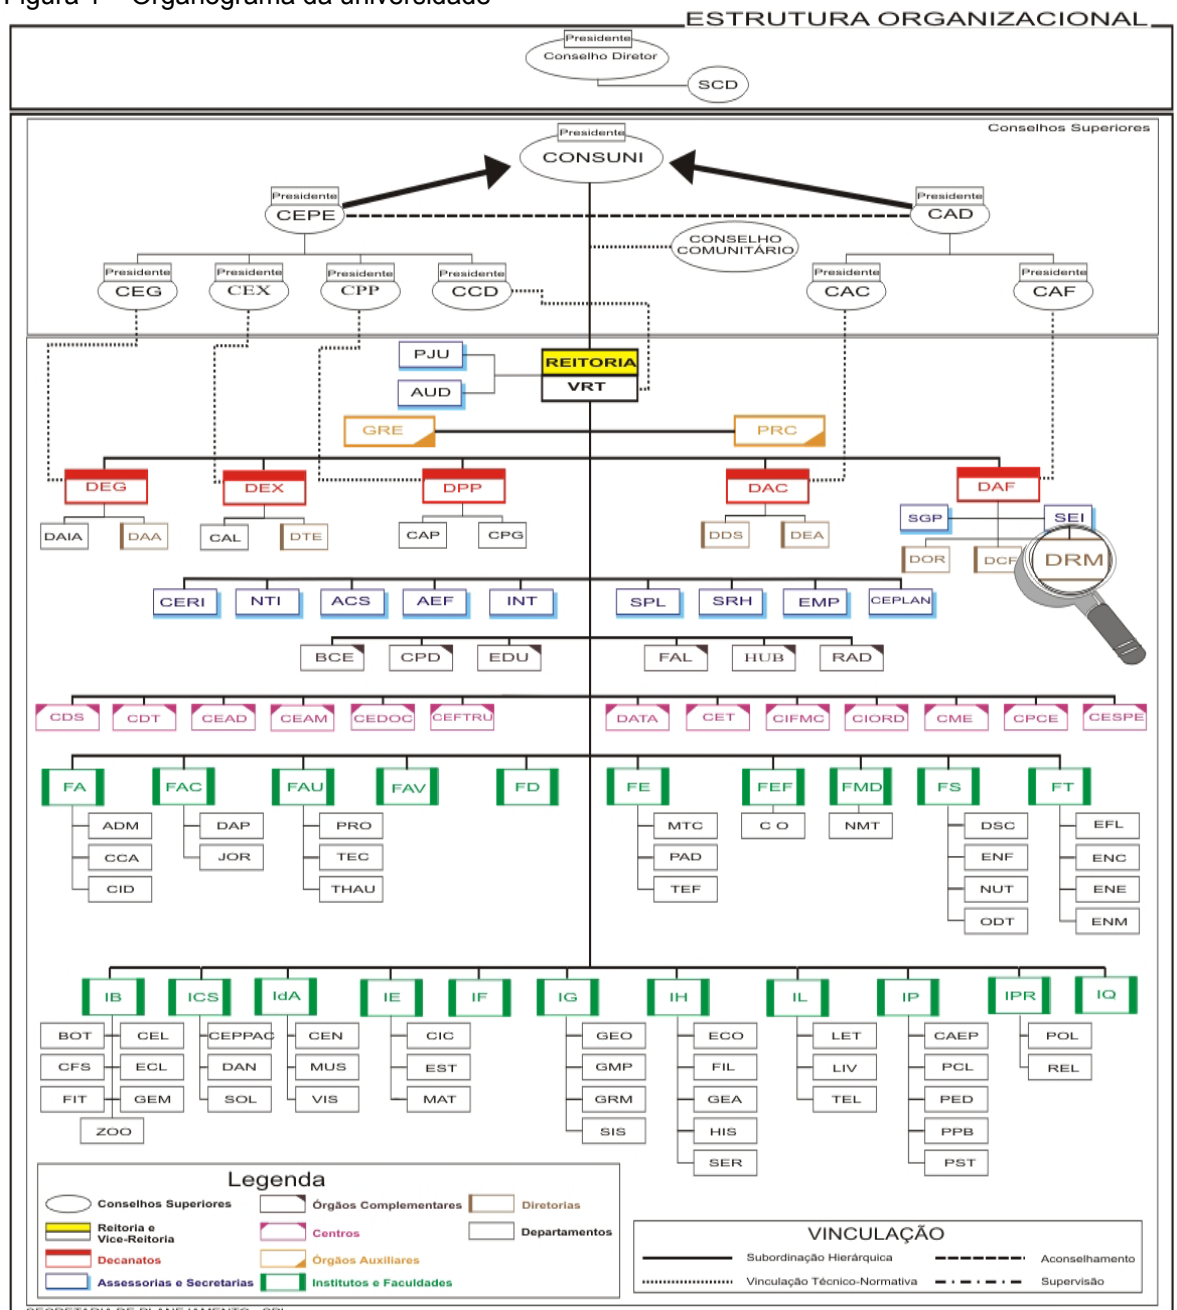 Figura 1 – Organograma da universidade
ESTRUTURA ORGANIZACIONAL
Presidente
Conselho Diretor
SCD
Conselhos Superiores
Presidente
CONSUNI
Presidente
CEPE
Presidente
CAD
CONSELHO
COMUNITÁRIO
Presidente
CEG
Presidente
CEX
Presidente
CPP
Presidente
CCD
Presidente
CAC
Presidente
CAF
PJU
REITORIA
VRT
AUD
GRE
PRC
DEG
DEX
DPP
DAC
DAF
DAIA
DAA
CAL
DTE
CAP
CPG
DDS
DEA
SGP
SEI
DOR
DCF
DRM
CERI
NTI
ACS
AEF
INT
SPL
SRH
EMP
CEPLAN
BCE
CPD
EDU
FAL
HUB
RAD
CDS
CDT
CEAD
CEAM
CEDOC
CEFTRU
DATA
CET
CIFMC
CIORD
CME
CPCE
CESPE
FA
FAC
FAU
FAV
FD
FE
FEF
FMD
FS
FT
ADM
DAP
PRO
MTC
C O
NMT
DSC
EFL
CCA
JOR
TEC
PAD
ENF
ENC
CID
THAU
TEF
NUT
ENE
ODT
ENM
IB
ICS
IdA
IE
IF
IG
IH
IL
IP
IPR
IQ
BOT
CEL
CEPPAC
CEN
CIC
GEO
ECO
LET
CAEP
POL
CFS
ECL
DAN
MUS
EST
GMP
FIL
LIV
PCL
REL
FIT
GEM
SOL
VIS
MAT
GRM
GEA
TEL
PED
ZOO
SIS
HIS
PPB
SER
PST
Legenda
Conselhos Superiores
Órgãos Complementares
Diretorias
Reitoria e
Vice-Reitoria
Centros
Departamentos
Decanatos
Órgãos Auxiliares
Assessorias e Secretarias
Institutos e Faculdades
VINCULAÇÃO
Subordinação Hierárquica
Aconselhamento
Vinculação Técnico-Normativa
Supervisão
SECRETARIA DE PLANEJAMENTO - SPL